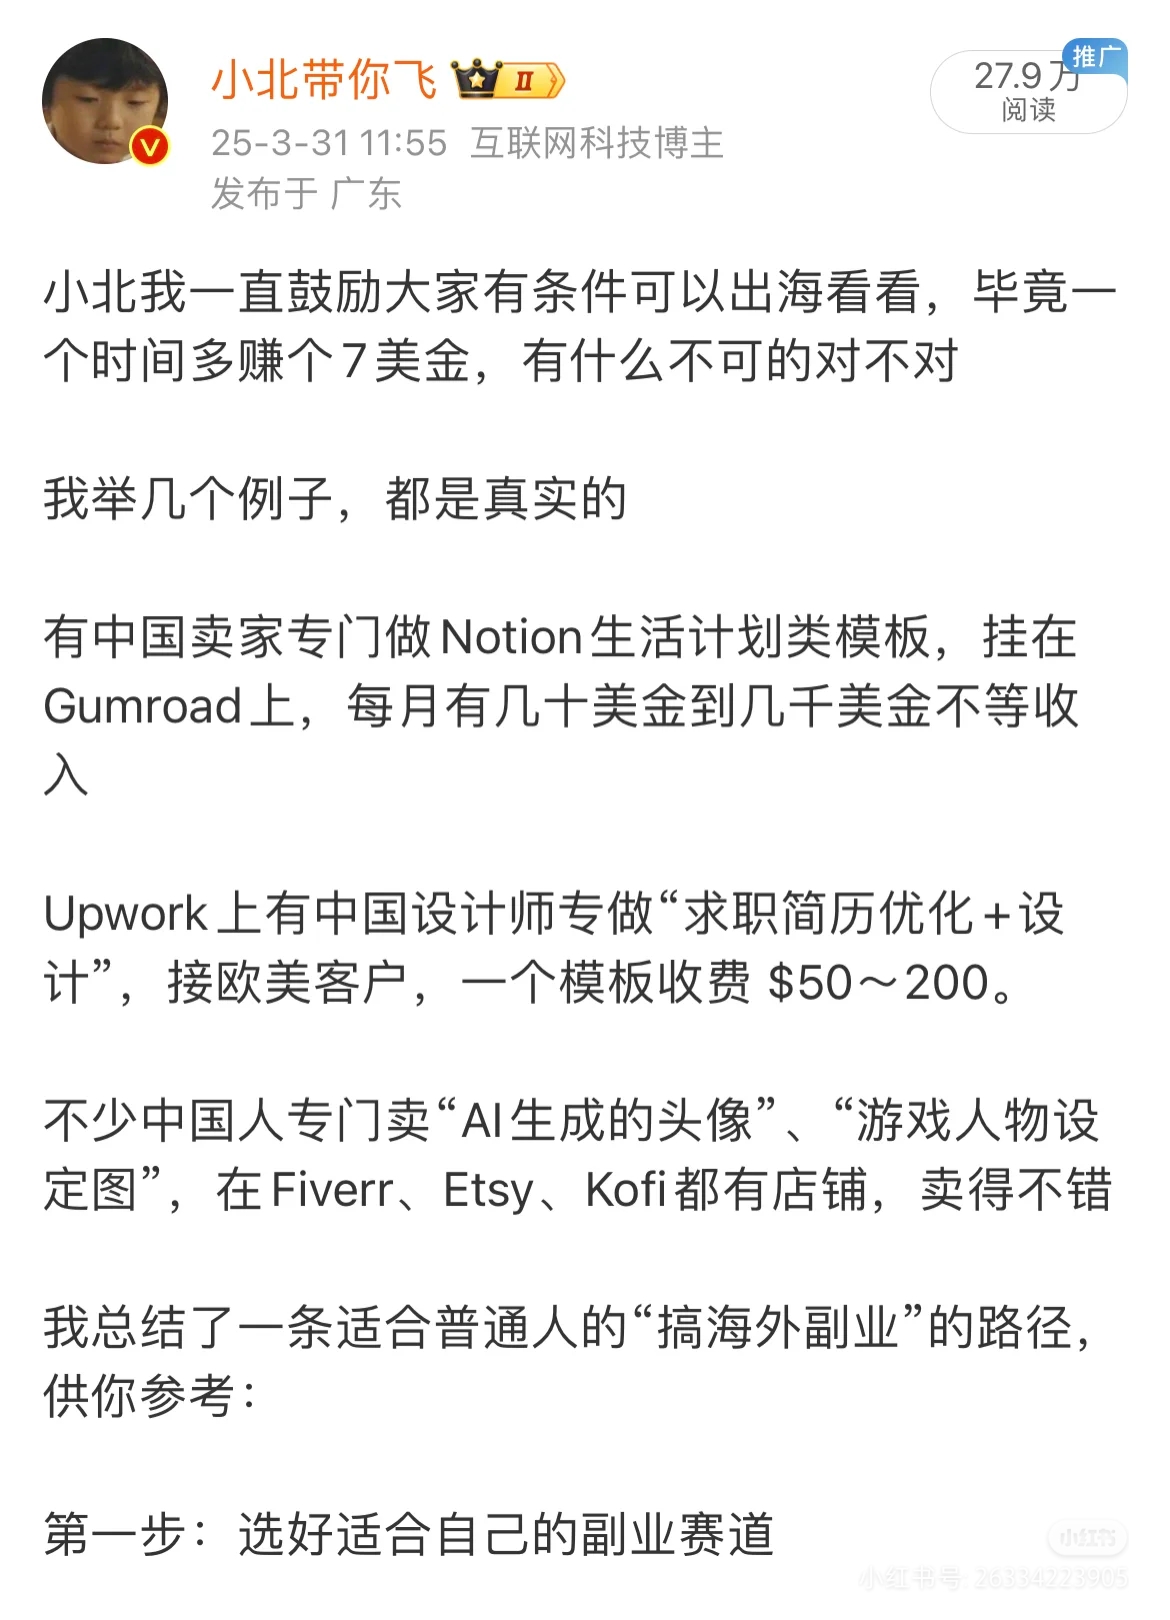 小北带你飞 II
25-3-31 11:55 互联网科技博主
发布于 广东
推广
27.9万
阅读
小北我一直鼓励大家有条件可以出海看看，毕竟一
个时间多赚个7美金，有什么不可的对不对
我举几个例子，都是真实的
有中国卖家专门做Notion生活计划类模板，挂在
Gumroad上，每月有几十美金到几千美金不等收
入
Upwork上有中国设计师专做“求职简历优化+设
计”，接欧美客户，一个模板收费 $50～200。
不少中国人专门卖“AI生成的头像”、“游戏人物设
定图”，在Fiverr、Etsy、Kofi都有店铺，卖得不错
我总结了一条适合普通人的“搞海外副业”的路径，
供你参考：
第一步：选好适合自己的副业赛道
小红书
小红书号: 26334223905